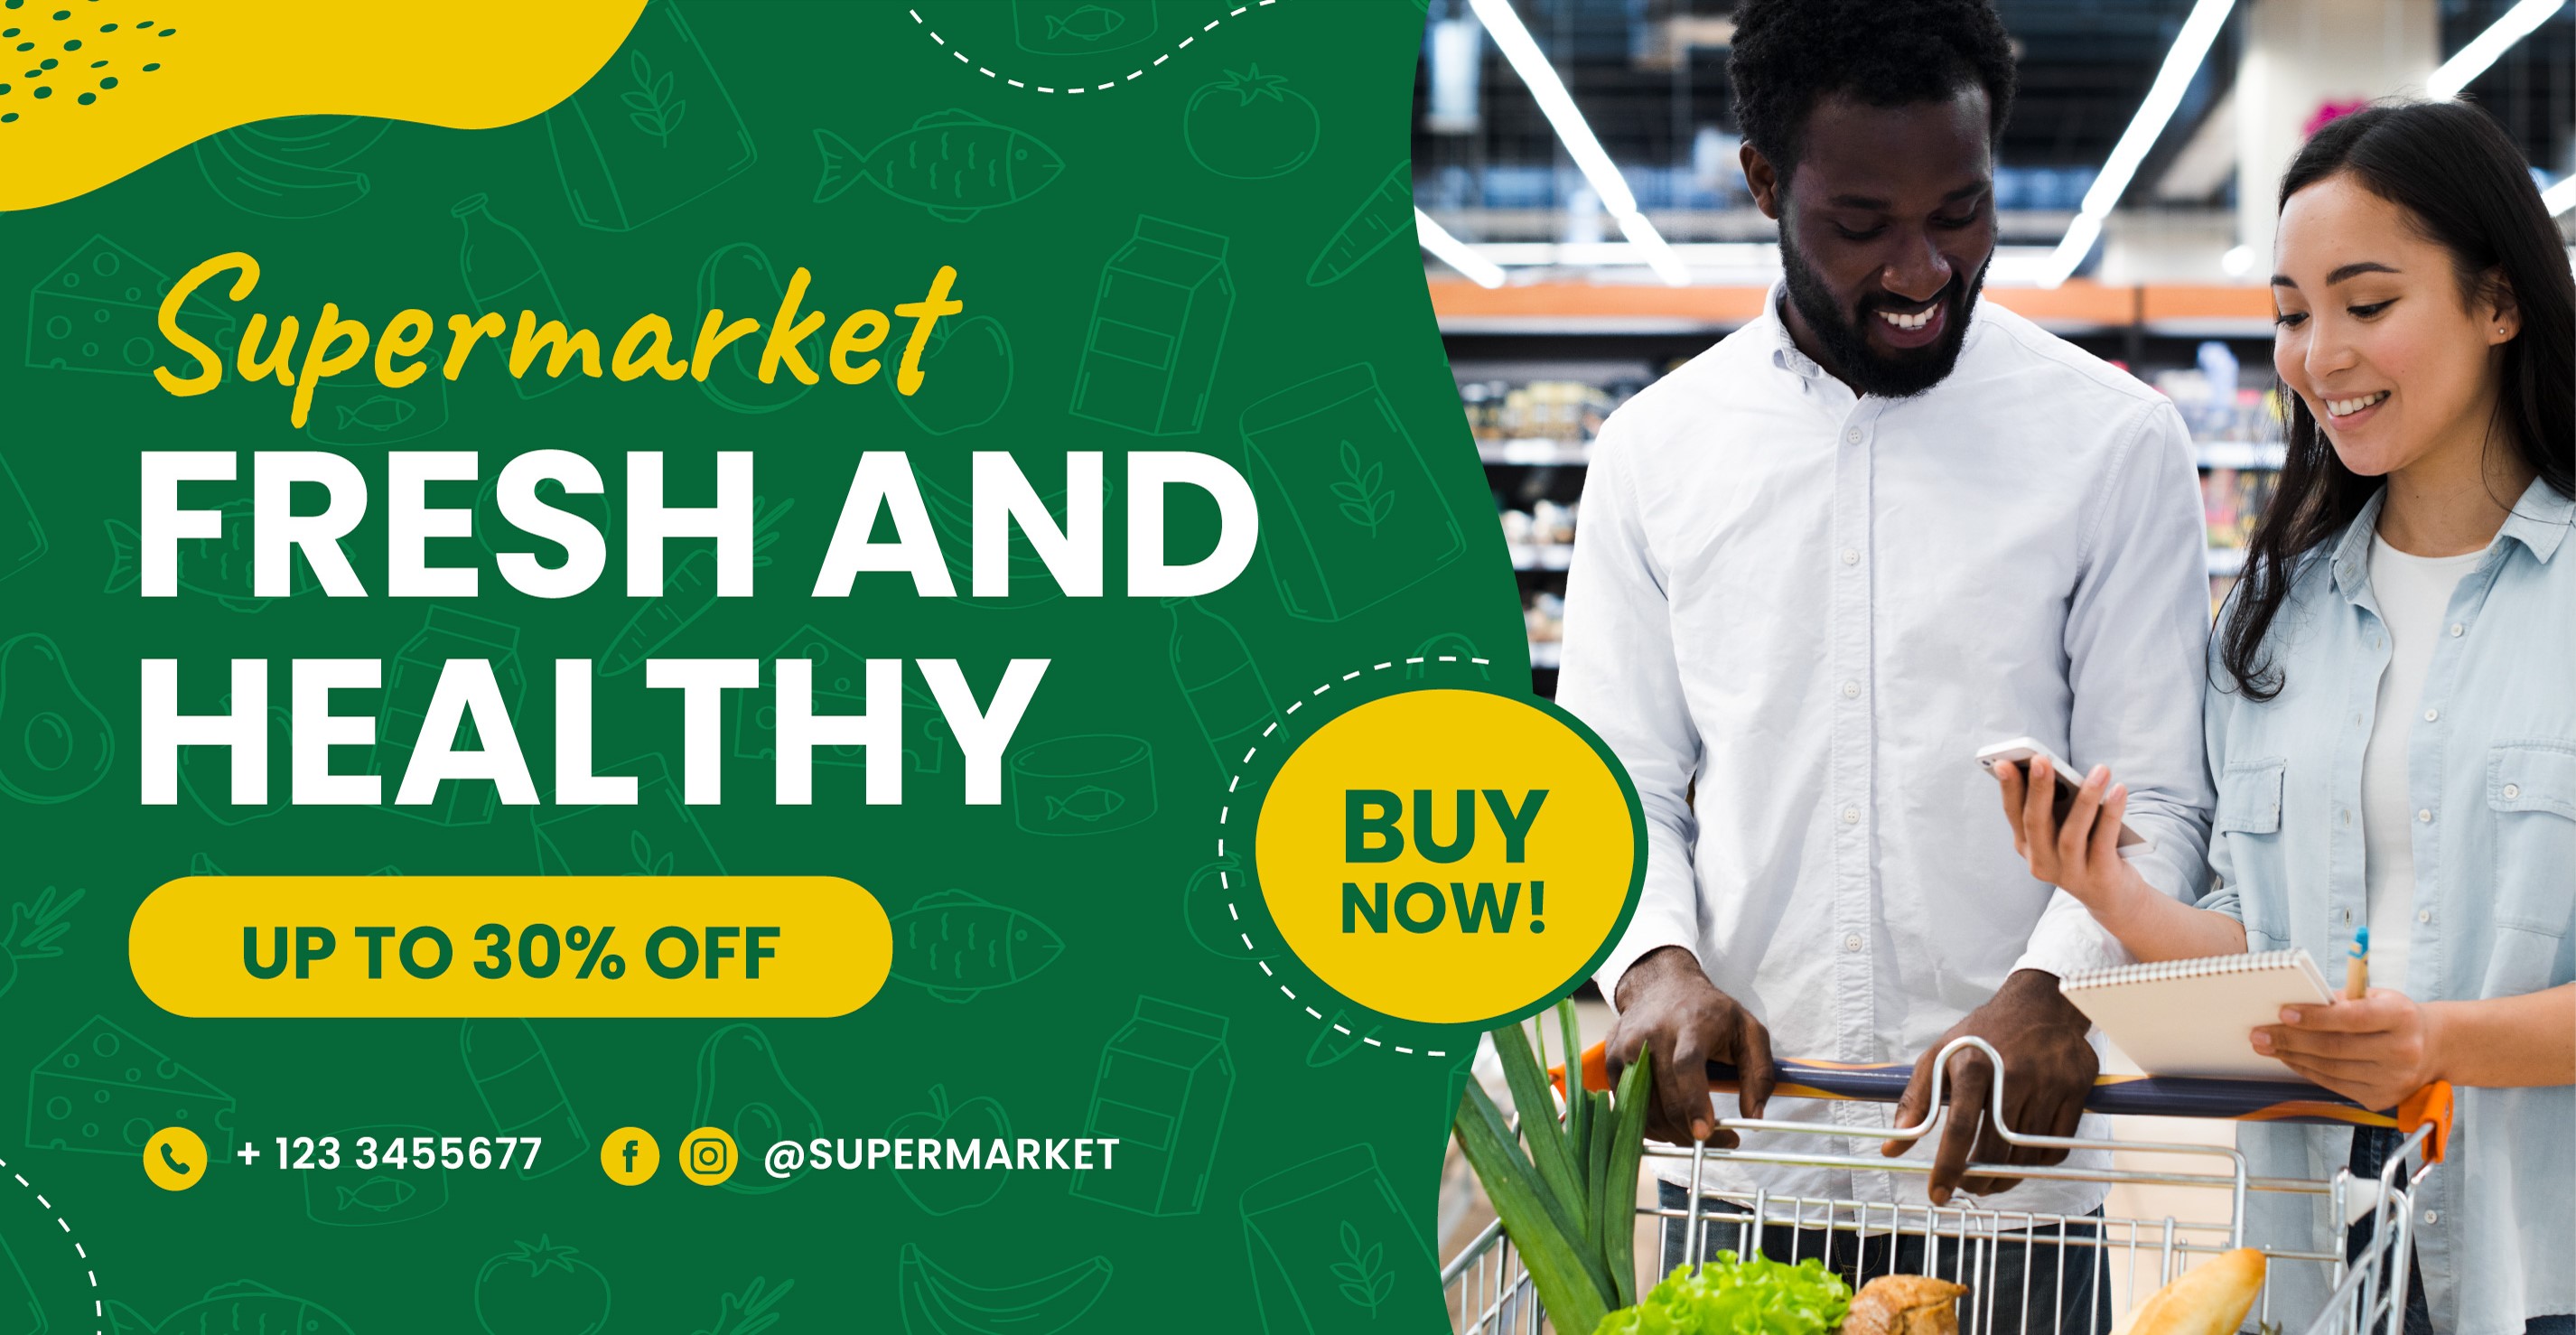 Supermarket
FRESH AND
HEALTHY
UP TO 30% OFF
BUY
NOW!
+ 123 3455677
@SUPERMARKET